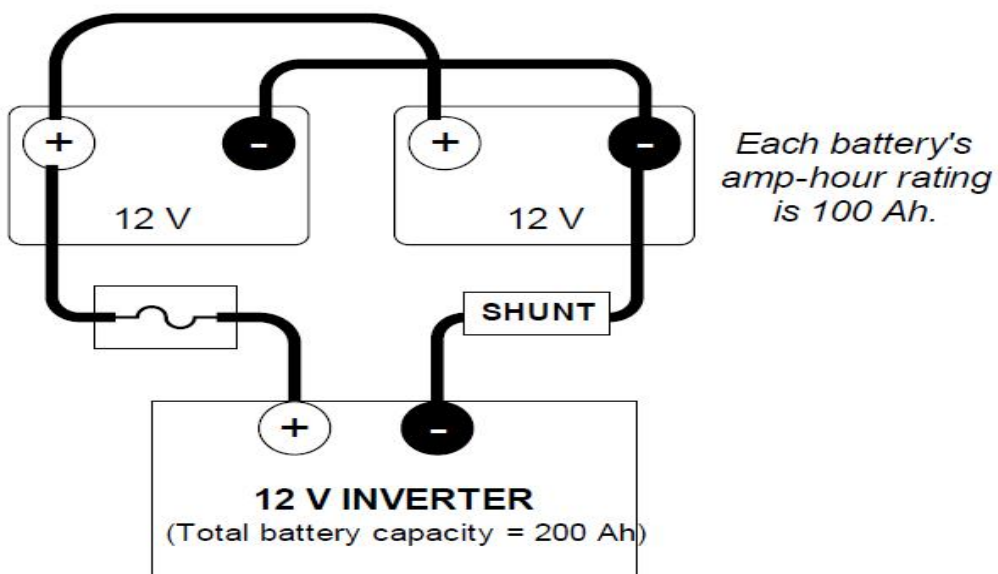 + - + -
12 V 12 V
Each battery's
amp-hour rating
is 100 Ah.
SHUNT
+ -
12 V INVERTER
(Total battery capacity = 200 Ah)